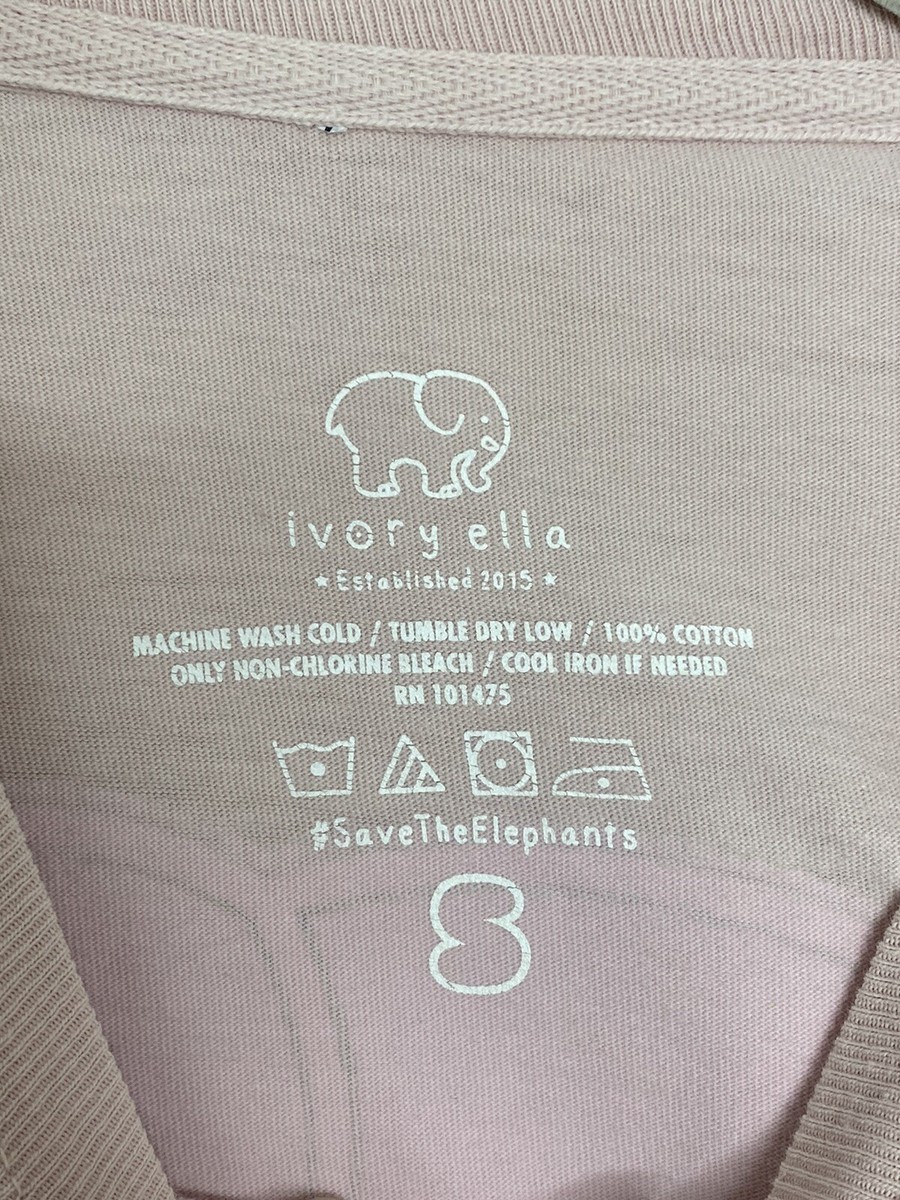 ivory ella
★ Established 2015 ★
MACHINE WASH COLD / TUMBLE DRY LOW / 100% COTTON
ONLY NON-CHLORINE BLEACH / COOL IRON IF NEEDED
RN 101475
#SaveTheElephants
8